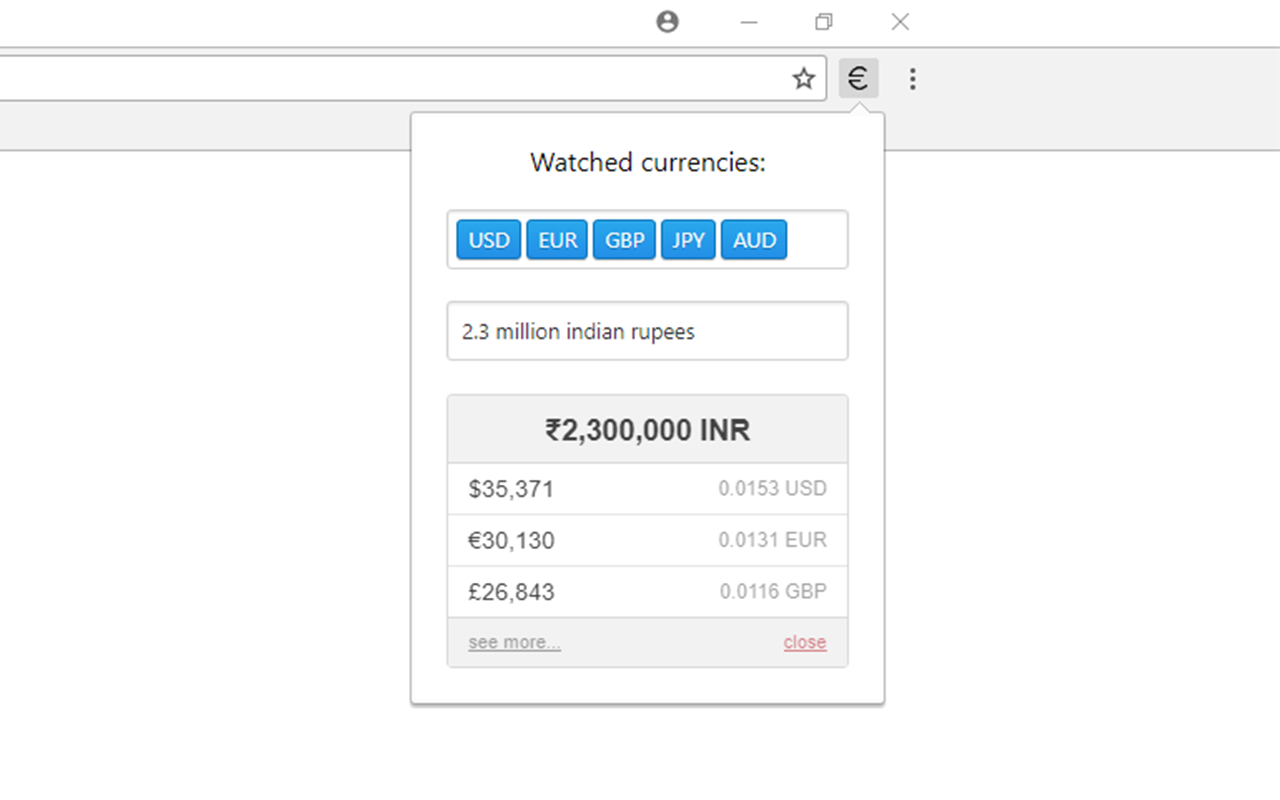 €
Watched currencies:
USD EUR GBP JPY AUD
2.3 million indian rupees
₹2,300,000 INR
$35,371 0.0153 USD
€30,130 0.0131 EUR
£26,843 0.0116 GBP
see more... close